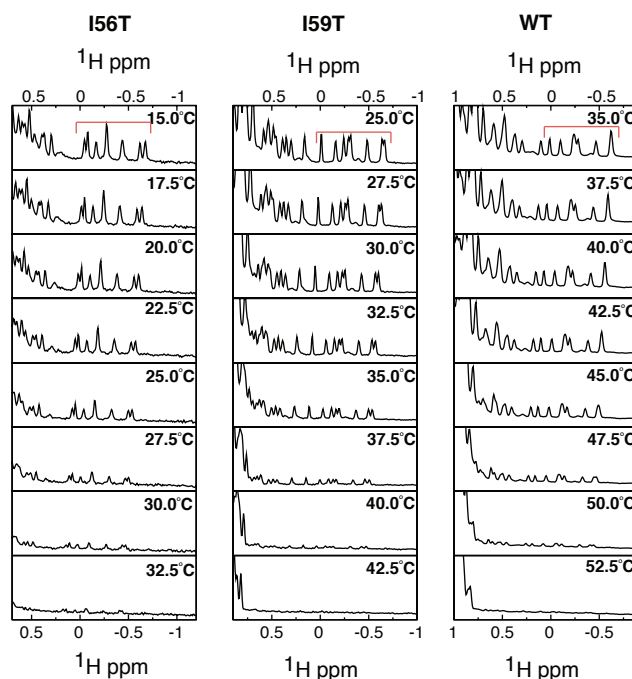 I56T
I59T
WT
¹H ppm
¹H ppm
¹H ppm
0.5 0 -0.5 -1
0.5 0 -0.5 -1
1 0.5 0 -0.5
15.0°C
25.0°C
35.0°C
17.5°C
27.5°C
37.5°C
20.0°C
30.0°C
40.0°C
22.5°C
32.5°C
42.5°C
25.0°C
35.0°C
45.0°C
27.5°C
37.5°C
47.5°C
30.0°C
40.0°C
50.0°C
32.5°C
42.5°C
52.5°C
0.5 0 -0.5 -1
0.5 0 -0.5 -1
1 0.5 0 -0.5
¹H ppm
¹H ppm
¹H ppm